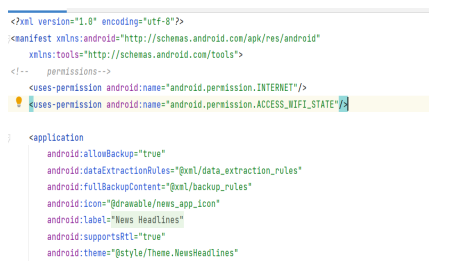 <?xml version="1.0" encoding="utf-8"?>
<manifest xmlns:android="http://schemas.android.com/apk/res/android"
    xmlns:tools="http://schemas.android.com/tools">
<!--    permissions-->
    <uses-permission android:name="android.permission.INTERNET"/>
    <uses-permission android:name="android.permission.ACCESS_WIFI_STATE"/>

    <application
        android:allowBackup="true"
        android:dataExtractionRules="@xml/data_extraction_rules"
        android:fullBackupContent="@xml/backup_rules"
        android:icon="@drawable/news_app_icon"
        android:label="News Headlines"
        android:supportsRtl="true"
        android:theme="@style/Theme.NewsHeadlines"